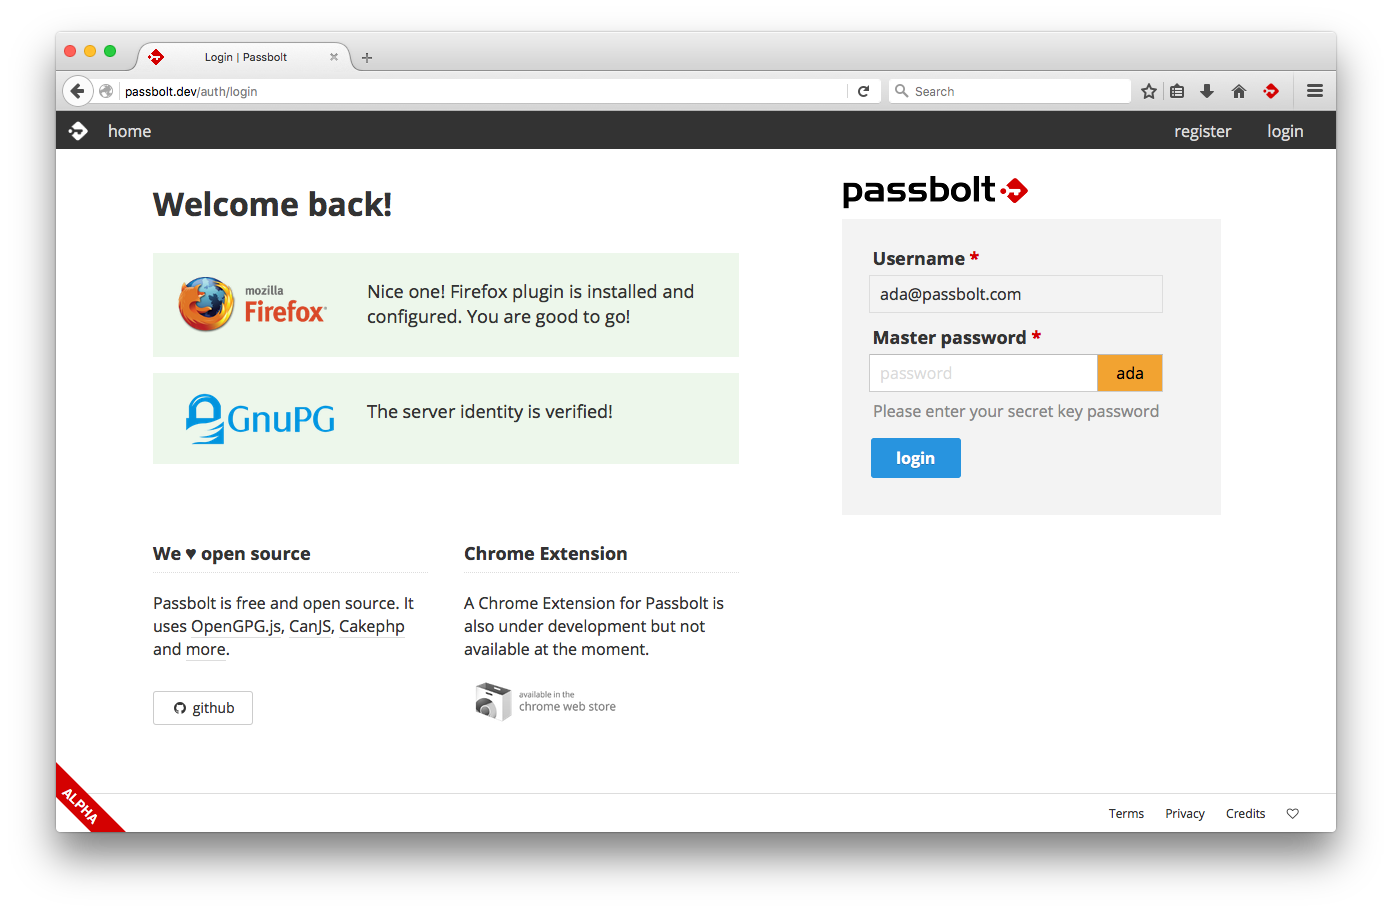 Login | Passbolt
passbolt.dev/auth/login
Search
home
register
login
Welcome back!
mozilla
Firefox
Nice one! Firefox plugin is installed and
configured. You are good to go!
GnuPG
The server identity is verified!
passbolt
Username *
ada@passbolt.com
Master password *
password
ada
Please enter your secret key password
login
We ♥ open source
Passbolt is free and open source. It
uses OpenGPG.js, CanJS, Cakephp
and more.
github
Chrome Extension
A Chrome Extension for Passbolt is
also under development but not
available at the moment.
available in the
chrome web store
ALPHA
Terms
Privacy
Credits